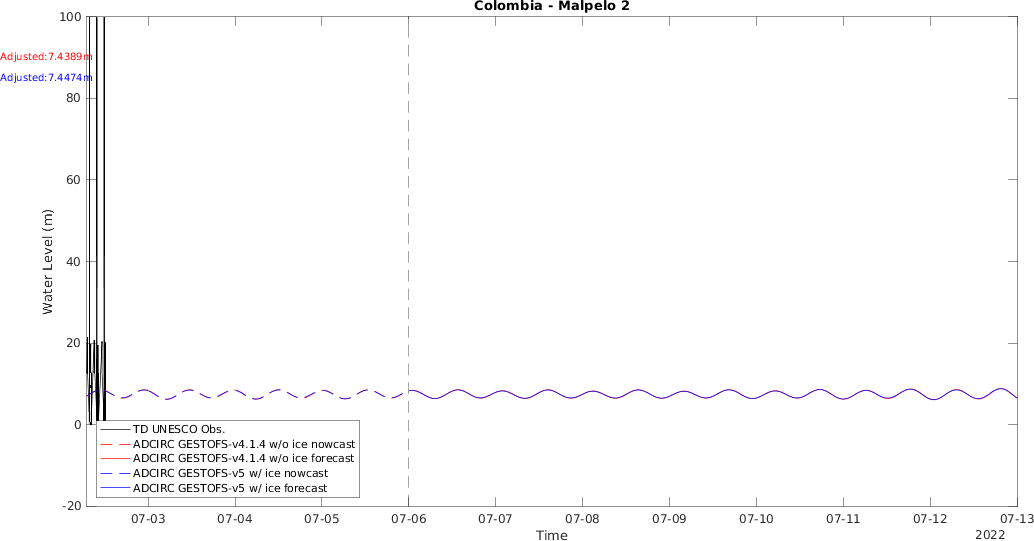 Colombia - Malpelo 2
100
Adjusted:7.4389m
Adjusted:7.4474m
80
60
40
20
0
-20
Water Level (m)
TD UNESCO Obs.
ADCIRC GESTOFS-v4.1.4 w/o ice nowcast
ADCIRC GESTOFS-v4.1.4 w/o ice forecast
ADCIRC GESTOFS-v5 w/ ice nowcast
ADCIRC GESTOFS-v5 w/ ice forecast
07-03 07-04 07-05 07-06 07-07 07-08 07-09 07-10 07-11 07-12 07-13
Time
2022